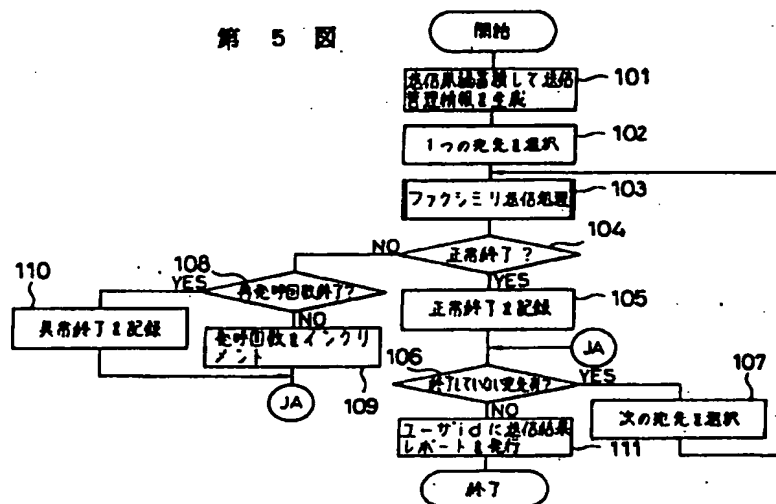 第 5 図
開始
送信原稿蓄積して送信
管理情報を生成
101
1つの宛先を選択
102
ファクシミリ送信処理
103
正常終了?
104
NO
YES
再発呼回数終了?
108
YES
NO
110
異常終了を記録
発呼回数をインクリ
メント
109
JA
正常終了を記録
105
JA
106
終了していない宛先有?
YES
NO
107
次の宛先を選択
ユーザidに送信結果
レポートを発行
111
終了